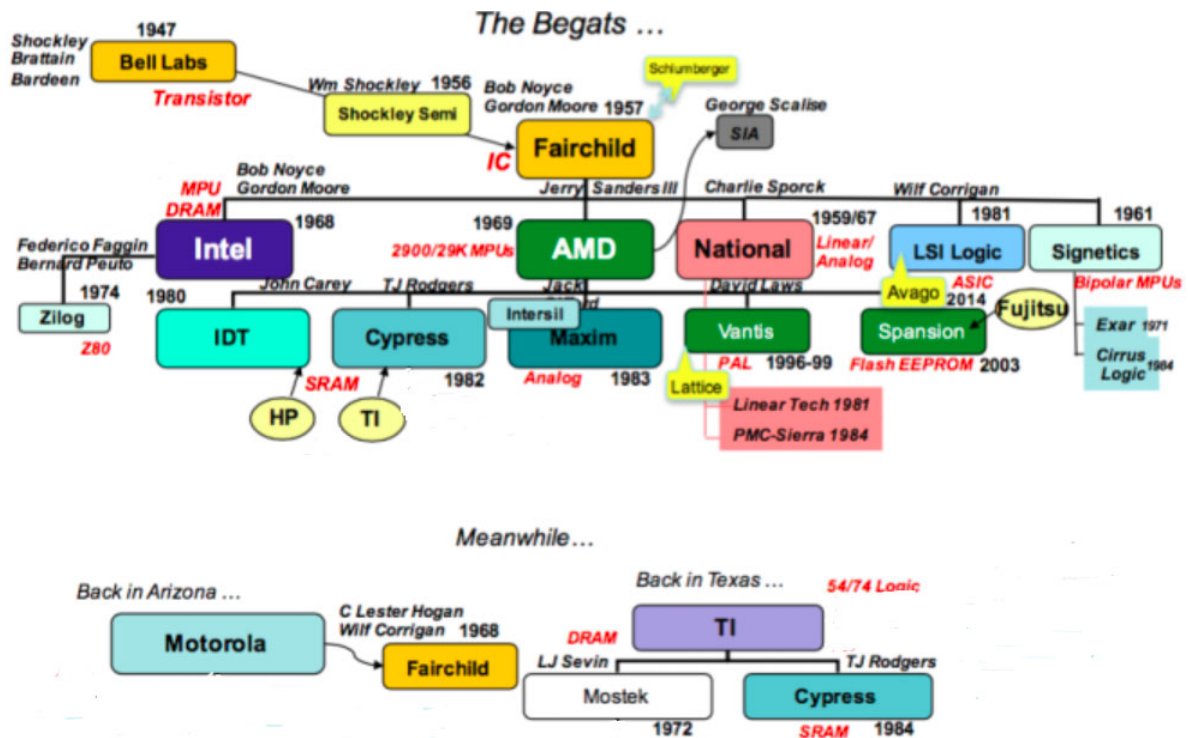 The Begats ...
1947
Shockley
Brattain
Bardeen
Bell Labs
Transistor
Wm Shockley 1956
Shockley Semi
Bob Noyce
Gordon Moore 1957
Schlumberger
Fairchild
IC
George Scalise
SIA
Bob Noyce
Gordon Moore
MPU
DRAM
Jerry Sanders III
Charlie Sporck
Wilf Corrigan
1968
1969
1959/67
1981
1961
Intel
2900/29K MPUs
AMD
National
Linear/
Analog
LSI Logic
Signetics
Federico Faggin
Bernard Peuto
John Carey
TJ Rodgers
Jack
David Laws
ASIC
Bipolar MPUs
Avago
2014
1974
1980
Zilog
Z80
IDT
Cypress
Intersil
Maxim
Vantis
Spansion
Fujitsu
Exar 1971
Cirrus 1984
Logic
SRAM
1982
Analog
1983
PAL
1996-99
Flash EEPROM
2003
Lattice
HP
TI
Linear Tech 1981
PMC-Sierra 1984
Meanwhile...
Back in Arizona ...
Motorola
C Lester Hogan
Wilf Corrigan 1968
Fairchild
Back in Texas ...
54/74 Logic
TI
DRAM
LJ Sevin
TJ Rodgers
Mostek
Cypress
1972
SRAM
1984